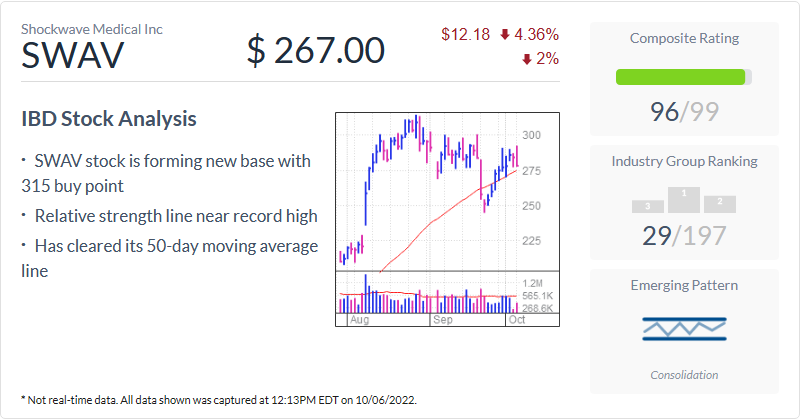 Shockwave Medical Inc
SWAV
$ 267.00
$12.18 4.36%
2%
IBD Stock Analysis
· SWAV stock is forming new base with
315 buy point
· Relative strength line near record high
· Has cleared its 50-day moving average
line
300
275
250
225
1.2M
565.1K
268.6K
Aug Sep Oct
Composite Rating
96/99
Industry Group Ranking
3 1 2
29/197
Emerging Pattern
Consolidation
* Not real-time data. All data shown was captured at 12:13PM EDT on 10/06/2022.